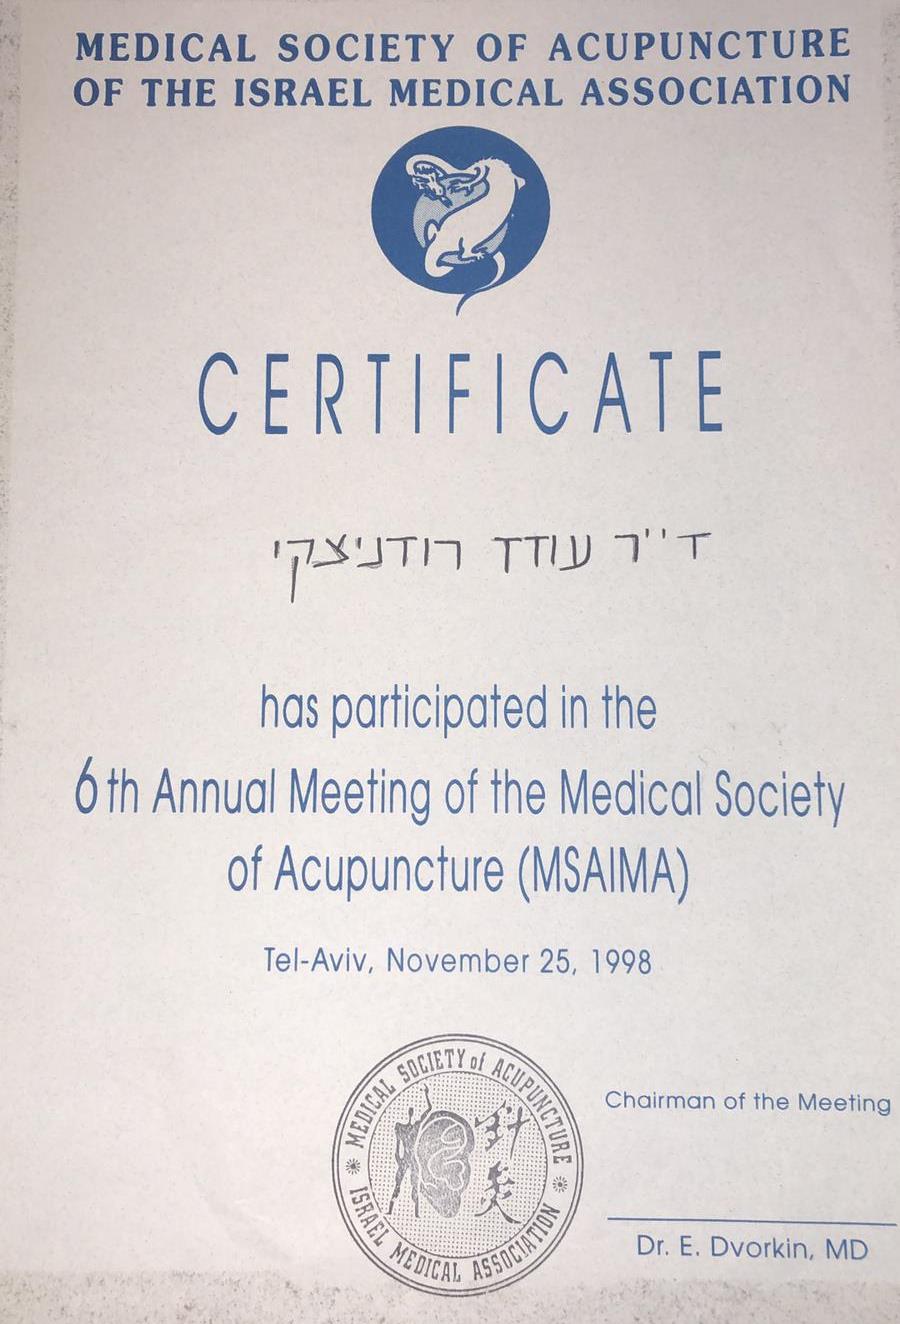 MEDICAL SOCIETY OF ACUPUNCTURE
OF THE ISRAEL MEDICAL ASSOCIATION
CERTIFICATE
ד''ר עודד רודניצקי
has participated in the
6th Annual Meeting of the Medical Society
of Acupuncture (MSAIMA)
Tel-Aviv, November 25, 1998
MEDICAL SOCIETY of ACUPUNCTURE
ISRAEL MEDICAL ASSOCIATION
Chairman of the Meeting
Dr. E. Dvorkin, MD